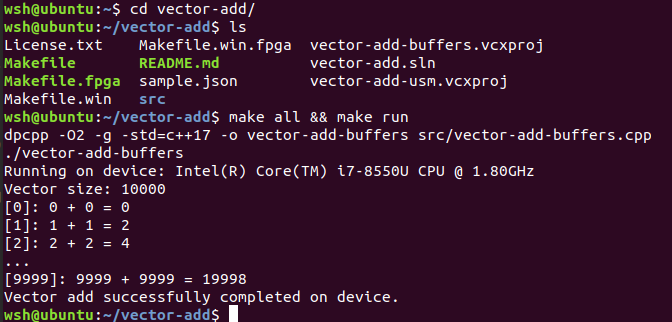 wsh@ubuntu:~$ cd vector-add/
wsh@ubuntu:~/vector-add$ ls
License.txt Makefile.win.fpga vector-add-buffers.vcxproj
Makefile README.md vector-add.sln
Makefile.fpga sample.json vector-add-usm.vcxproj
Makefile.win src
wsh@ubuntu:~/vector-add$ make all && make run
dpcpp -O2 -g -std=c++17 -o vector-add-buffers src/vector-add-buffers.cpp
./vector-add-buffers
Running on device: Intel(R) Core(TM) i7-8550U CPU @ 1.80GHz
Vector size: 10000
[0]: 0 + 0 = 0
[1]: 1 + 1 = 2
[2]: 2 + 2 = 4
...
[9999]: 9999 + 9999 = 19998
Vector add successfully completed on device.
wsh@ubuntu:~/vector-add$